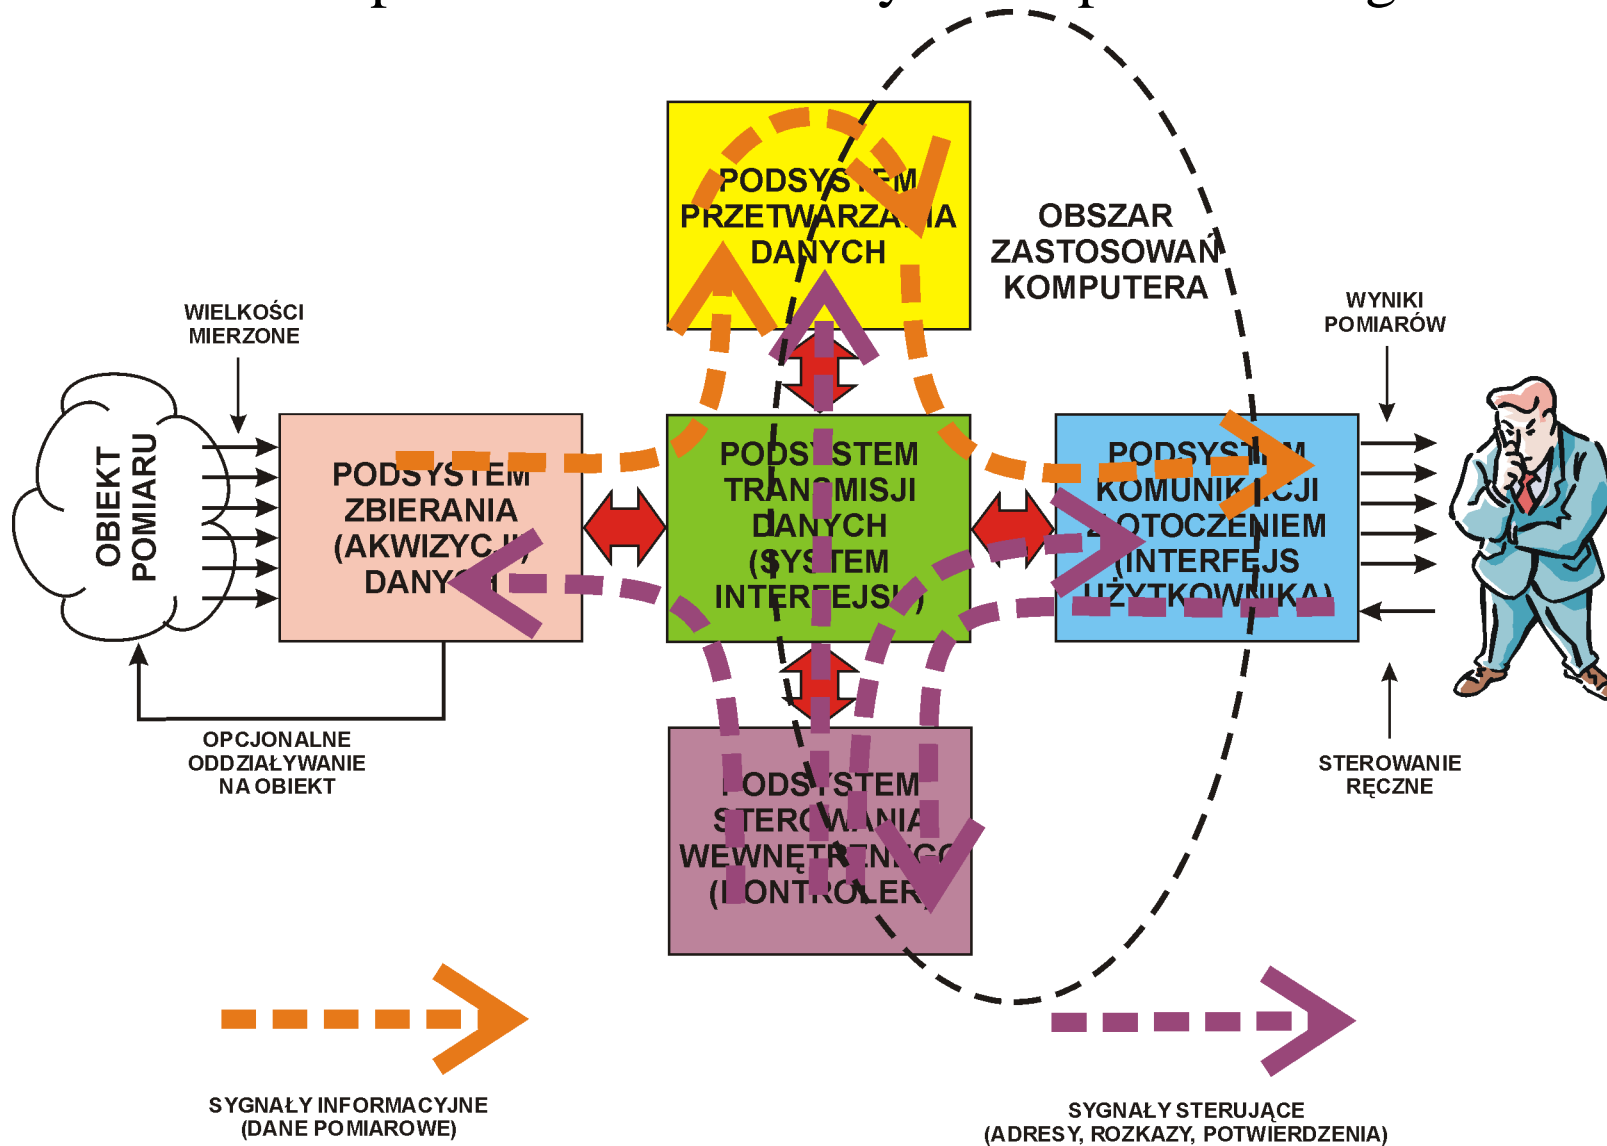 PODSYSTEM
PRZETWARZANIA
DANYCH
OBSZAR
ZASTOSOWAŃ
KOMPUTERA
WIELKOŚCI
MIERZONE
WYNIKI
POMIARÓW
OBIEKT
POMIARU
PODSYSTEM
ZBIERANIA
(AKWIZYCJI)
DANYCH
PODSYSTEM
TRANSMISJI
DANYCH
(SYSTEM
INTERFEJSU)
PODSYSTEM
KOMUNIKACJI
Z OTOCZENIEM
(INTERFEJS
UŻYTKOWNIKA)
OPCJONALNE
ODDZIAŁYWANIE
NA OBIEKT
PODSYSTEM
STEROWANIA
WEWNĘTRENEGO
(KONTROLER)
STEROWANIE
RĘCZNE
SYGNAŁY INFORMACYJNE
(DANE POMIAROWE)
SYGNAŁY STERUJĄCE
(ADRESY, ROZKAZY, POTWIERDZENIA)